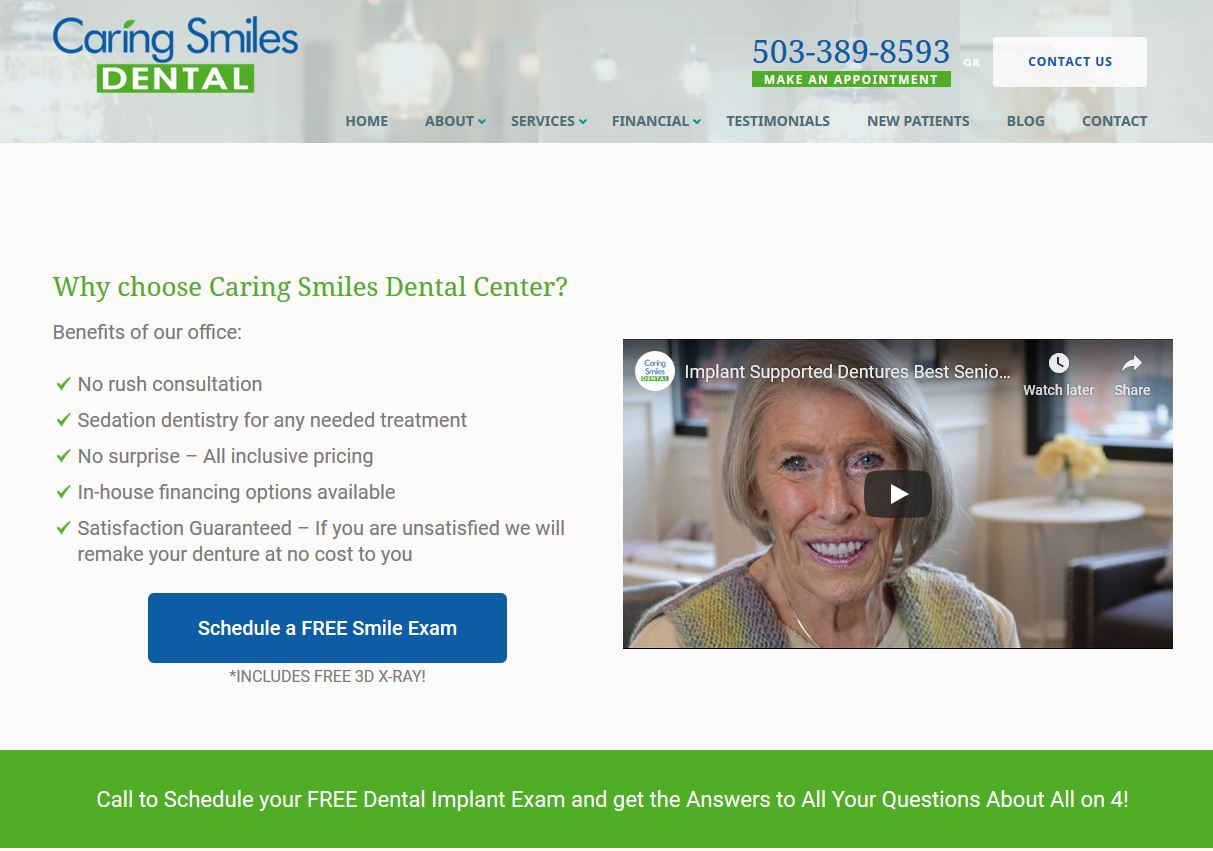 Caring Smiles
DENTAL
503-389-8593
MAKE AN APPOINTMENT
OR
CONTACT US
HOME ABOUT SERVICES FINANCIAL TESTIMONIALS NEW PATIENTS BLOG CONTACT
Why choose Caring Smiles Dental Center?
Benefits of our office:
No rush consultation
Sedation dentistry for any needed treatment
No surprise – All inclusive pricing
In-house financing options available
Satisfaction Guaranteed – If you are unsatisfied we will
remake your denture at no cost to you
Schedule a FREE Smile Exam
*INCLUDES FREE 3D X-RAY!
Caring
Smiles
DENTAL
Implant Supported Dentures Best Senio...
Watch later
Share
Call to Schedule your FREE Dental Implant Exam and get the Answers to All Your Questions About All on 4!